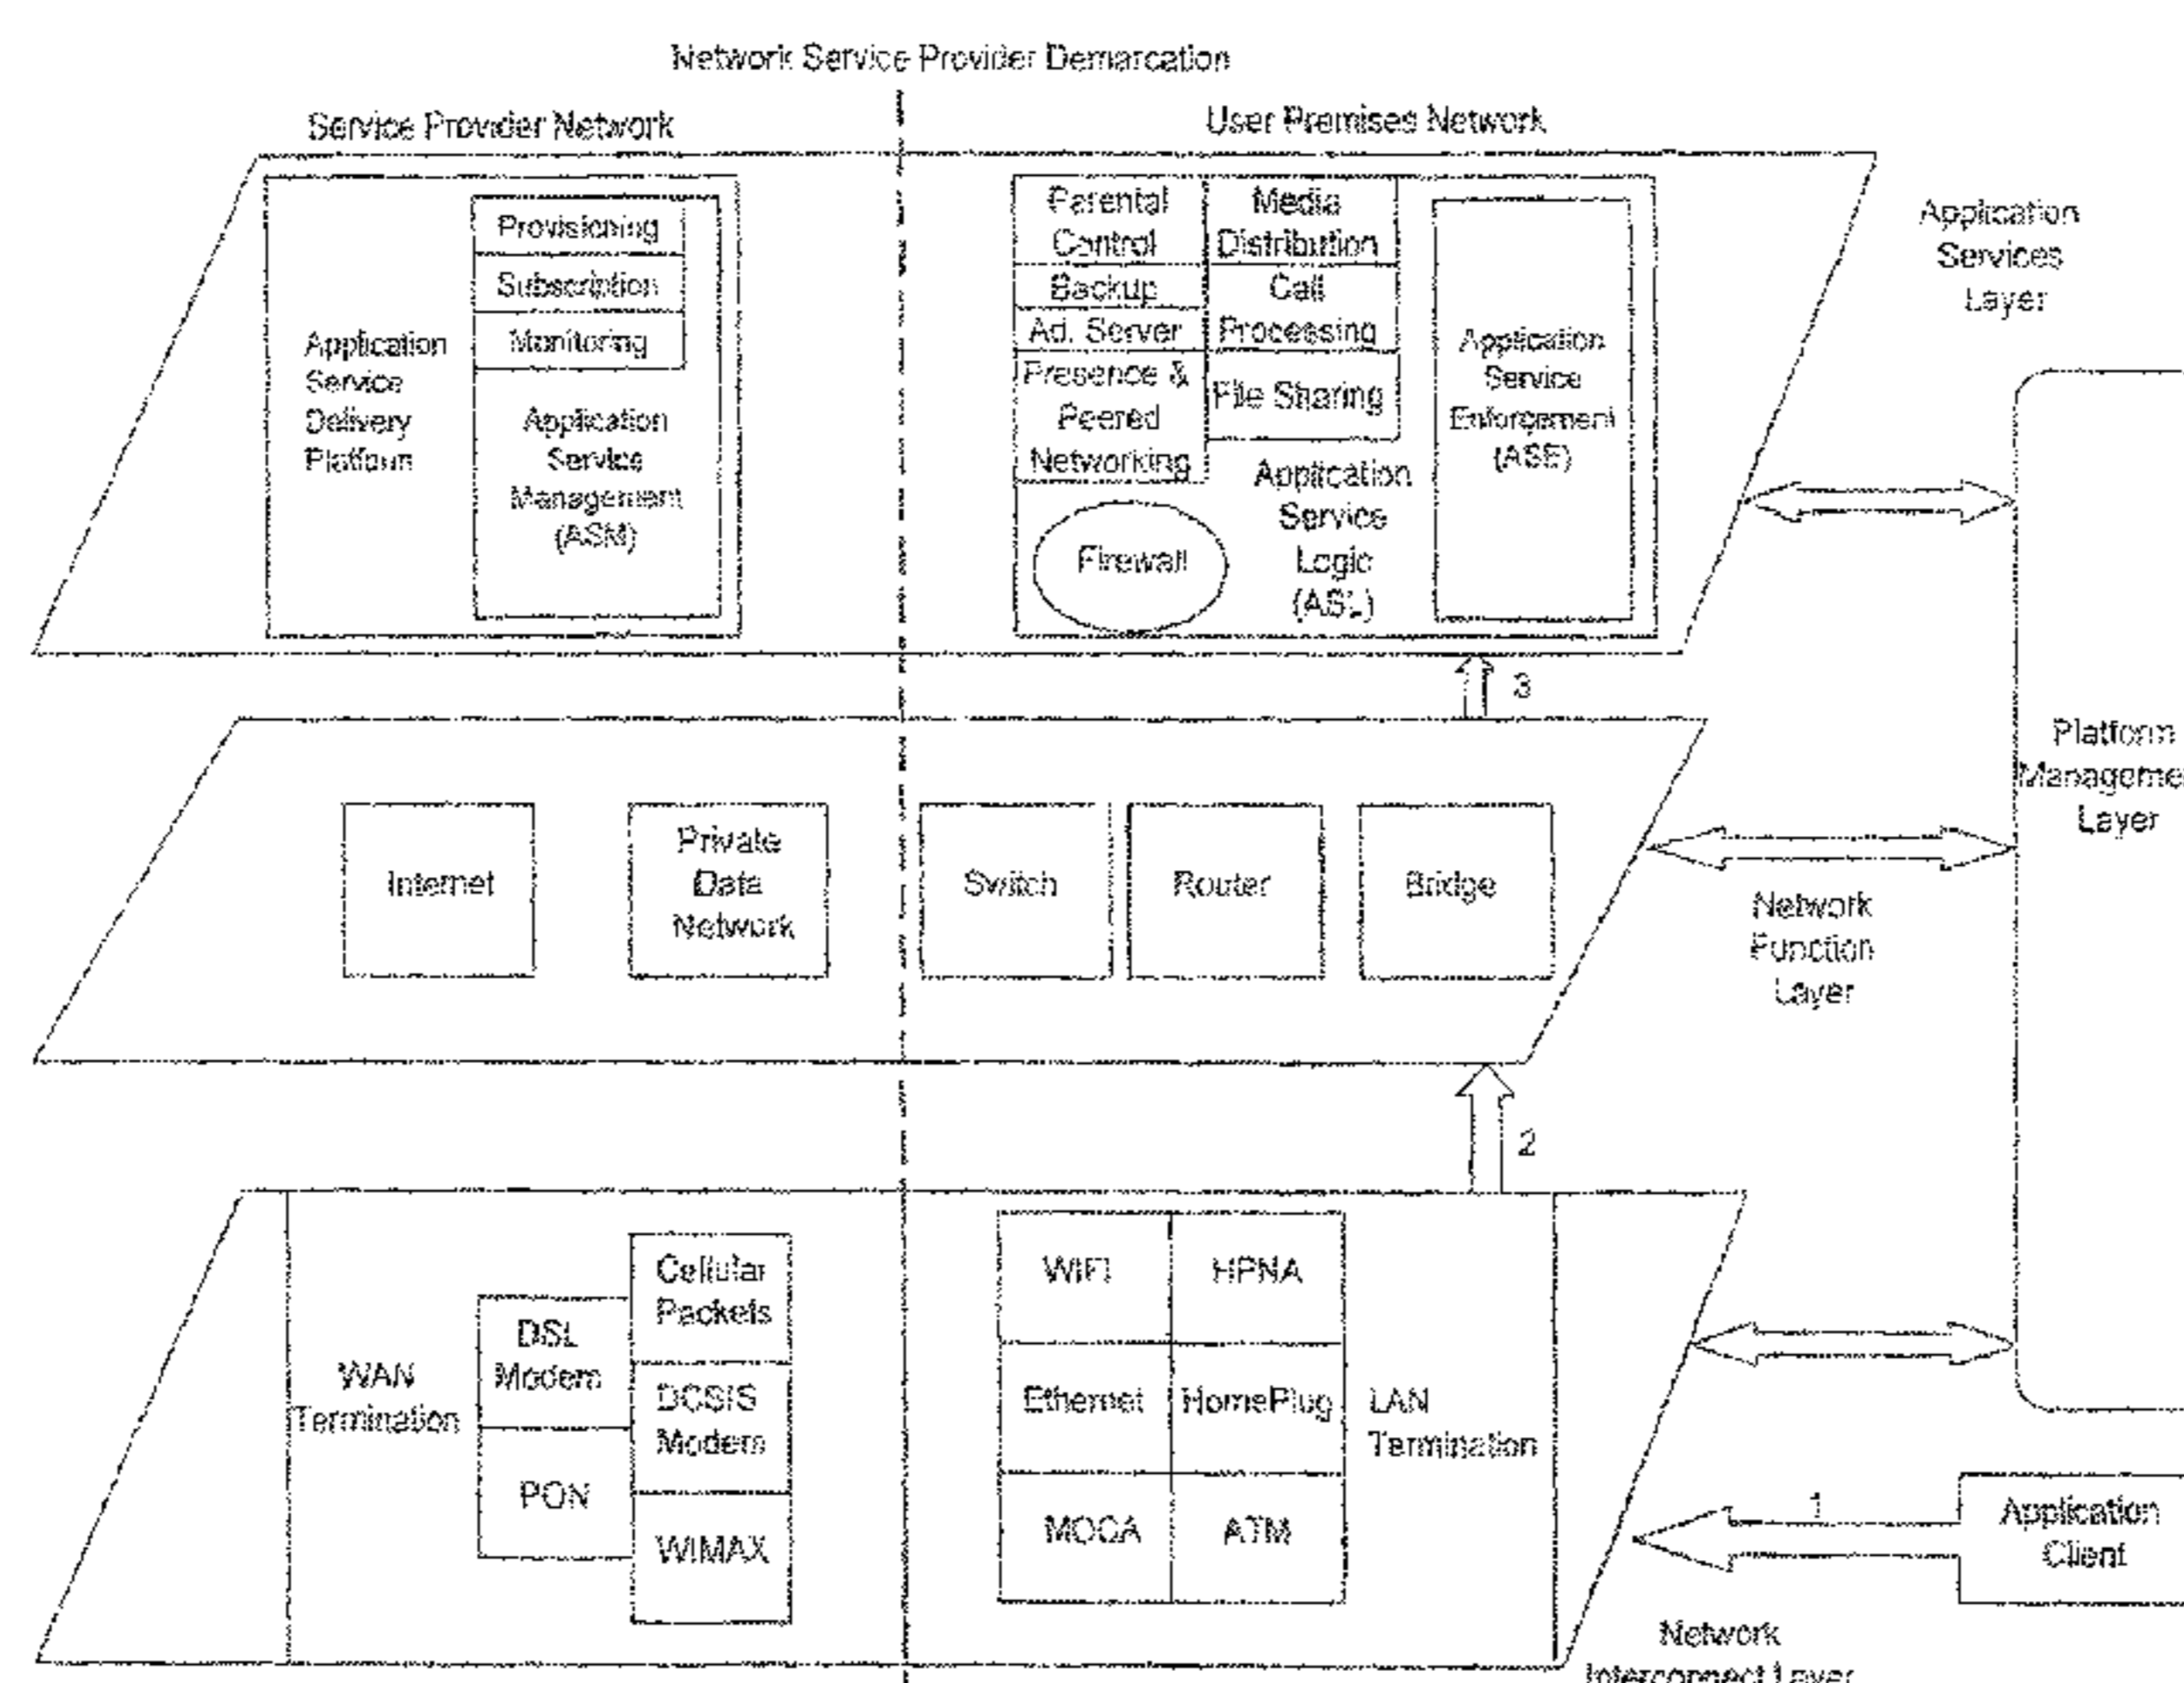 Network Service Provider Demarcation
Service Provider Network
User Premises Network
Provisioning
Subscription
Monitoring
Application
Service
Delivery
Platform
Application
Service
Management
(ASM)
Parental
Control
Backup
Ad. Server
Presence &
Peered
Networking
Media
Distribution
Call
Processing
File Sharing
Firewall
Application
Service
Logic
(ASL)
Application
Service
Enforcement
(ASE)
Application
Services
Layer
3
Internet
Private
Data
Network
Switch
Router
Bridge
Platform
Managemen
Layer
Network
Function
Layer
2
WAN
Termination
DSL
Modem
PON
Cellular
Packets
DCSIS
Modem
WIMAX
WIFI
HPNA
Ethernet
HomePlug
MOCA
ATM
LAN
Termination
1
Application
Client
Network
Interconnect Layer